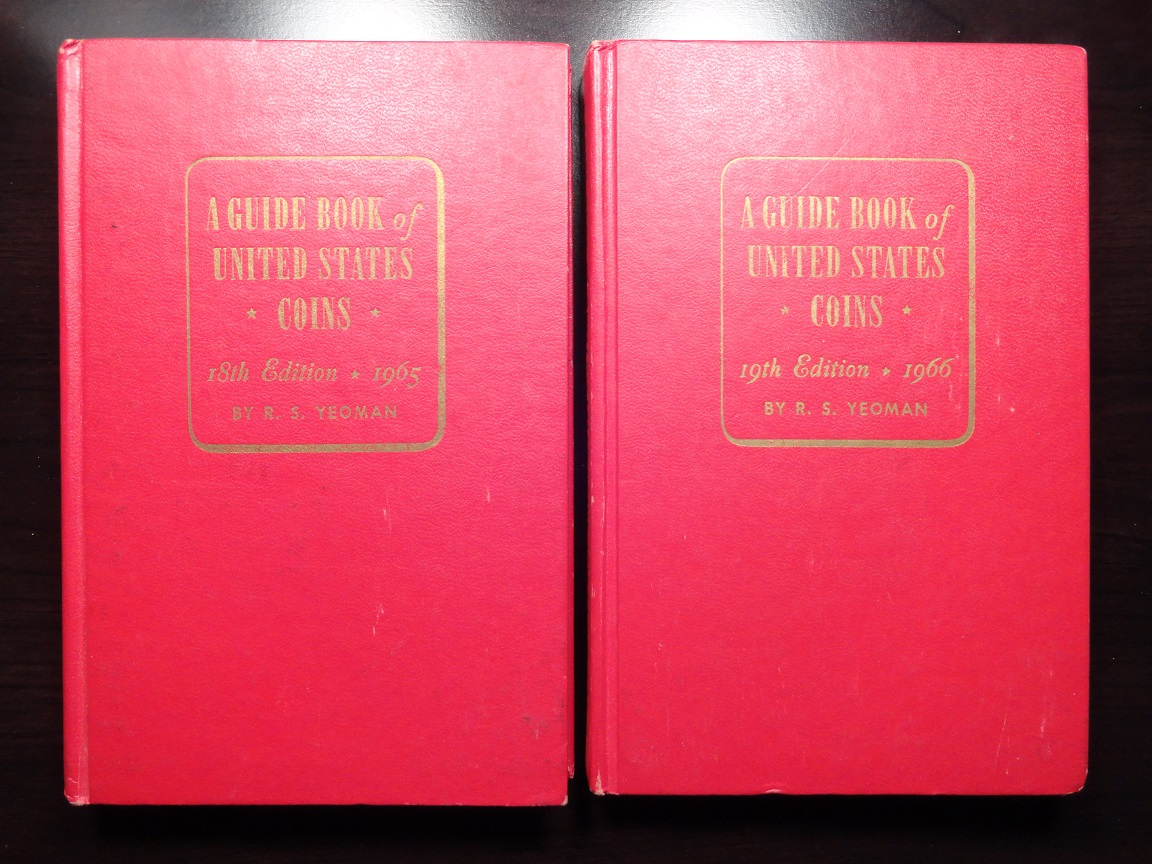 A GUIDE BOOK of
UNITED STATES
★ COINS ★
18th Edition ★ 1965
BY R. S. YEOMAN
A GUIDE BOOK of
UNITED STATES
★ COINS ★
19th Edition ★ 1966
BY R. S. YEOMAN